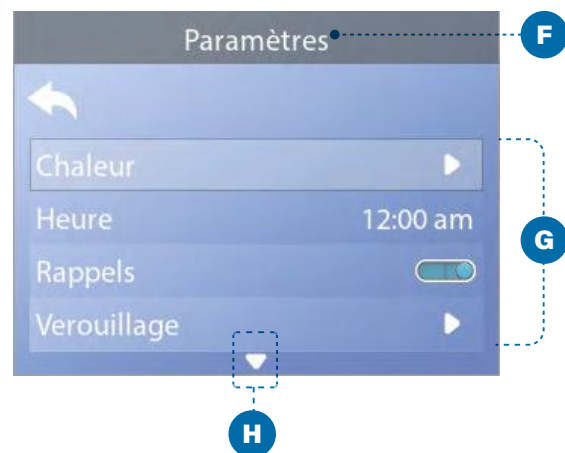 Paramètres
F
Chaleur
Heure 12:00 am
G
Rappels
Verouillage
H